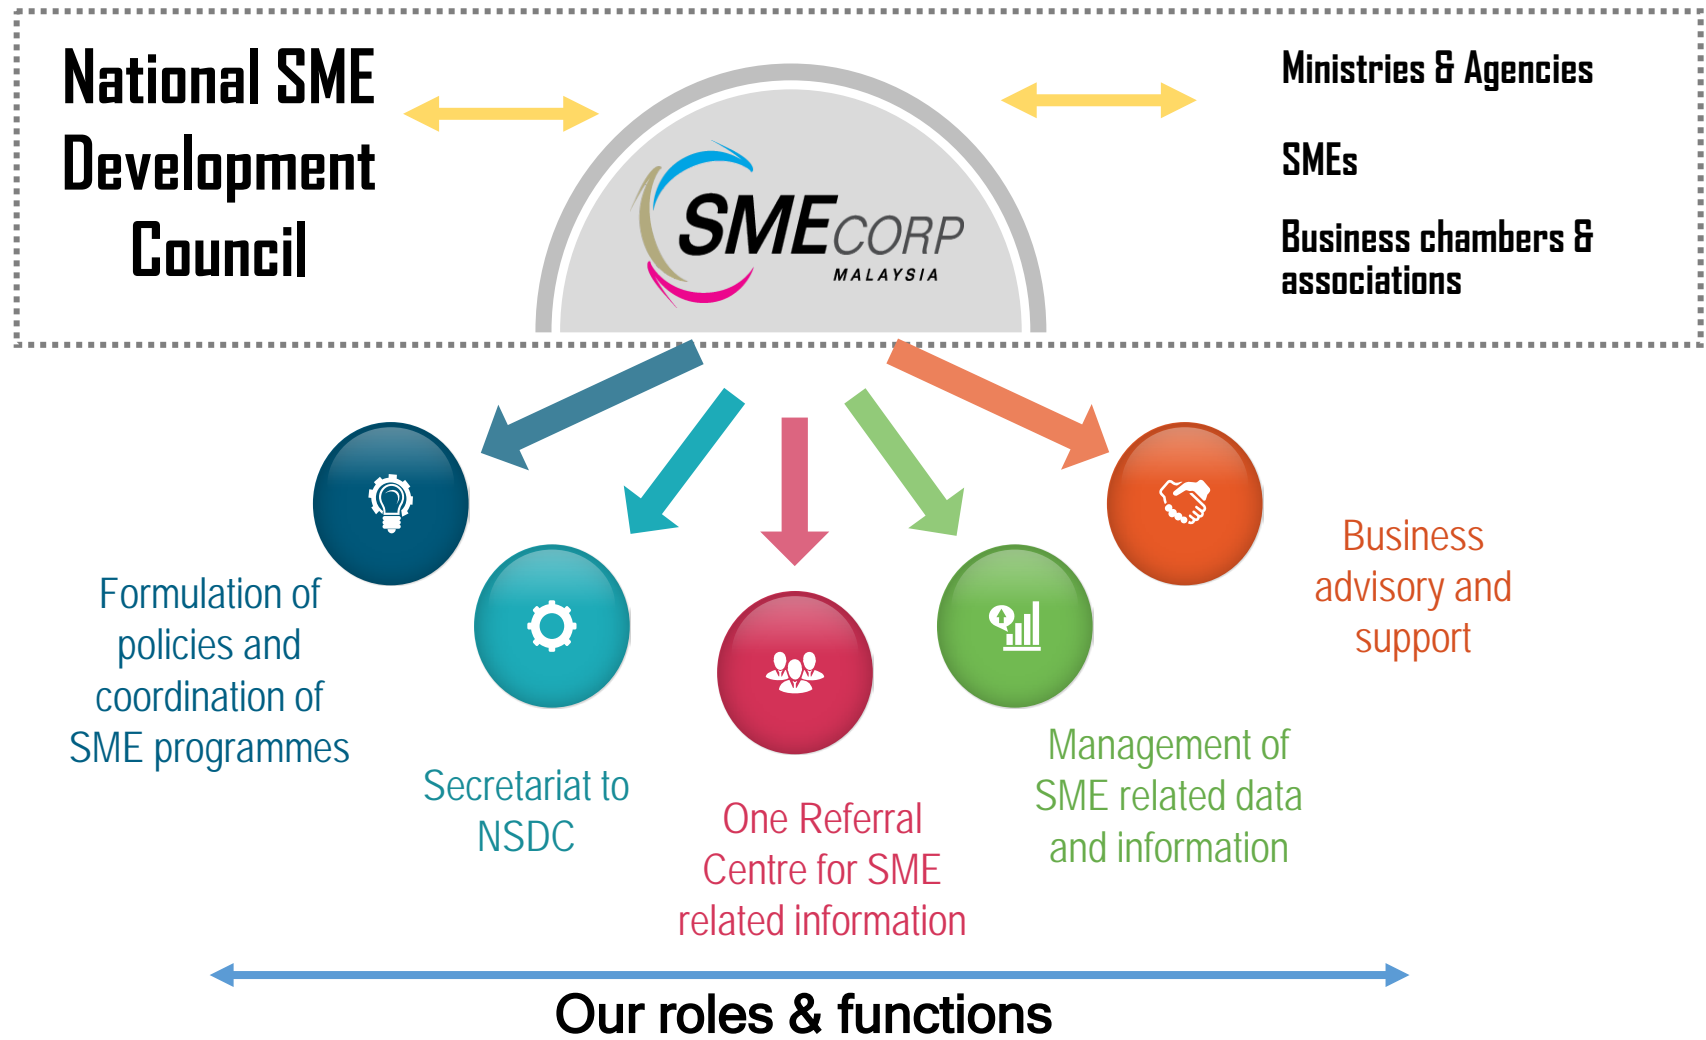 National SME
Development
Council
SMECORP
MALAYSIA
Ministries & Agencies
SMEs
Business chambers &
associations
Formulation of
policies and
coordination of
SME programmes
Secretariat to
NSDC
One Referral
Centre for SME
related information
Management of
SME related data
and information
Business
advisory and
support
Our roles & functions